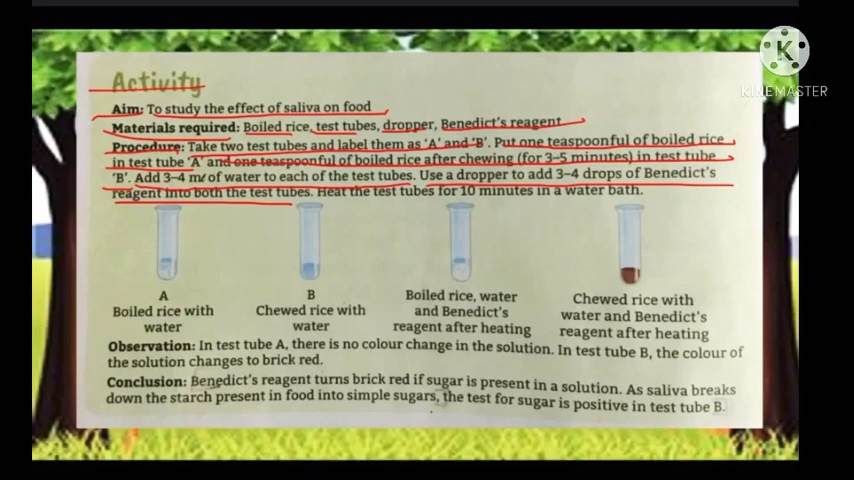 K
KINEMASTER
Activity
Aim: To study the effect of saliva on food
Materials required: Boiled rice, test tubes, dropper, Benedict's reagent
Procedure: Take two test tubes and label them as 'A' and 'B'. Put one teaspoonful of boiled rice
in test tube 'A' and one teaspoonful of boiled rice after chewing (for 3–5 minutes) in test tube
'B'. Add 3–4 ml of water to each of the test tubes. Use a dropper to add 3–4 drops of Benedict's
reagent into both the test tubes. Heat the test tubes for 10 minutes in a water bath.
A
Boiled rice with
water
B
Chewed rice with
water
Boiled rice, water
and Benedict's
reagent after heating
Chewed rice with
water and Benedict's
reagent after heating
Observation: In test tube A, there is no colour change in the solution. In test tube B, the colour of
the solution changes to brick red.
Conclusion: Benedict's reagent turns brick red if sugar is present in a solution. As saliva breaks
down the starch present in food into simple sugars, the test for sugar is positive in test tube B.